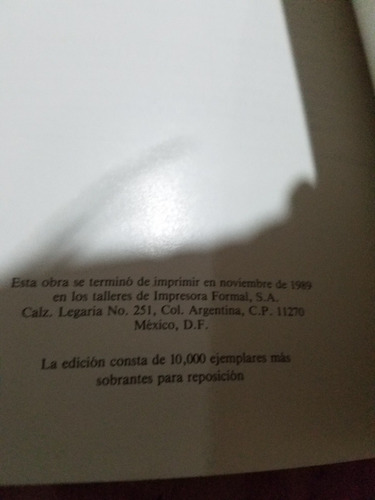 Esta obra se terminó de imprimir en noviembre de 1989
en los talleres de Impresora Formal, S.A.
Calz. Legaria No. 251, Col. Argentina, C.P. 11270
México, D.F.
La edición consta de 10,000 ejemplares más
sobrantes para reposición